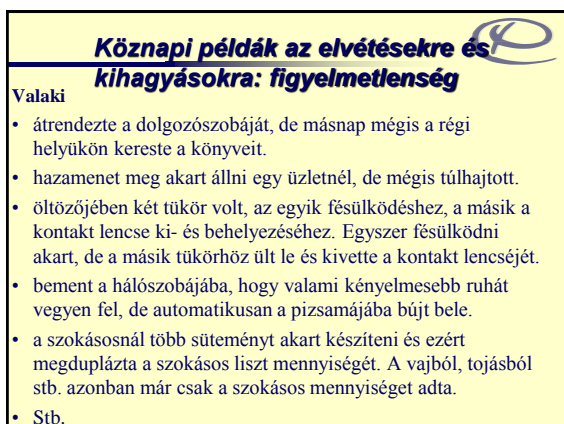 Köznapi példák az elvétésekre és
kihagyásokra: figyelmetlenség
Valaki
• átrendezte a dolgozószobáját, de másnap mégis a régi
helyükön kereste a könyveit.
• hazamenet meg akart állni egy üzletnél, de mégis túlhajtott.
• öltözőjében két tükör volt, az egyik fésülködéshez, a másik a
kontakt lencse ki- és behelyezéséhez. Egyszer fésülködni
akart, de a másik tükörhöz ült le és kivette a kontakt lencséjét.
• bement a hálószobájába, hogy valami kényelmesebb ruhát
vegyen fel, de automatikusan a pizsamájába bújt bele.
• a szokásosnál több süteményt akart készíteni és ezért
megduplázta a szokásos liszt mennyiségét. A vajból, tojásból
stb. azonban már csak a szokásos mennyiséget adta.
• Stb.